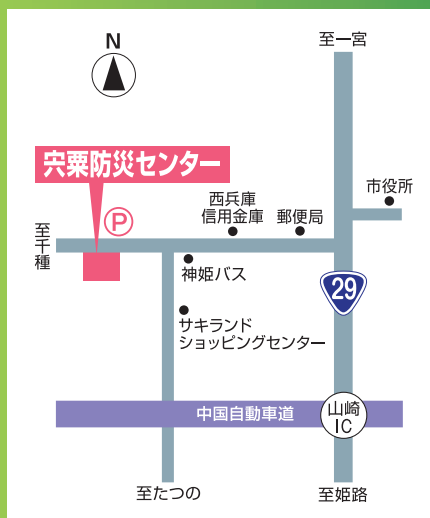 N
至一宮
宍粟防災センター
市役所
西兵庫
信用金庫
郵便局
P
至千種
神姫バス
29
サキランド
ショッピングセンター
中国自動車道
山崎
IC
至たつの
至姫路